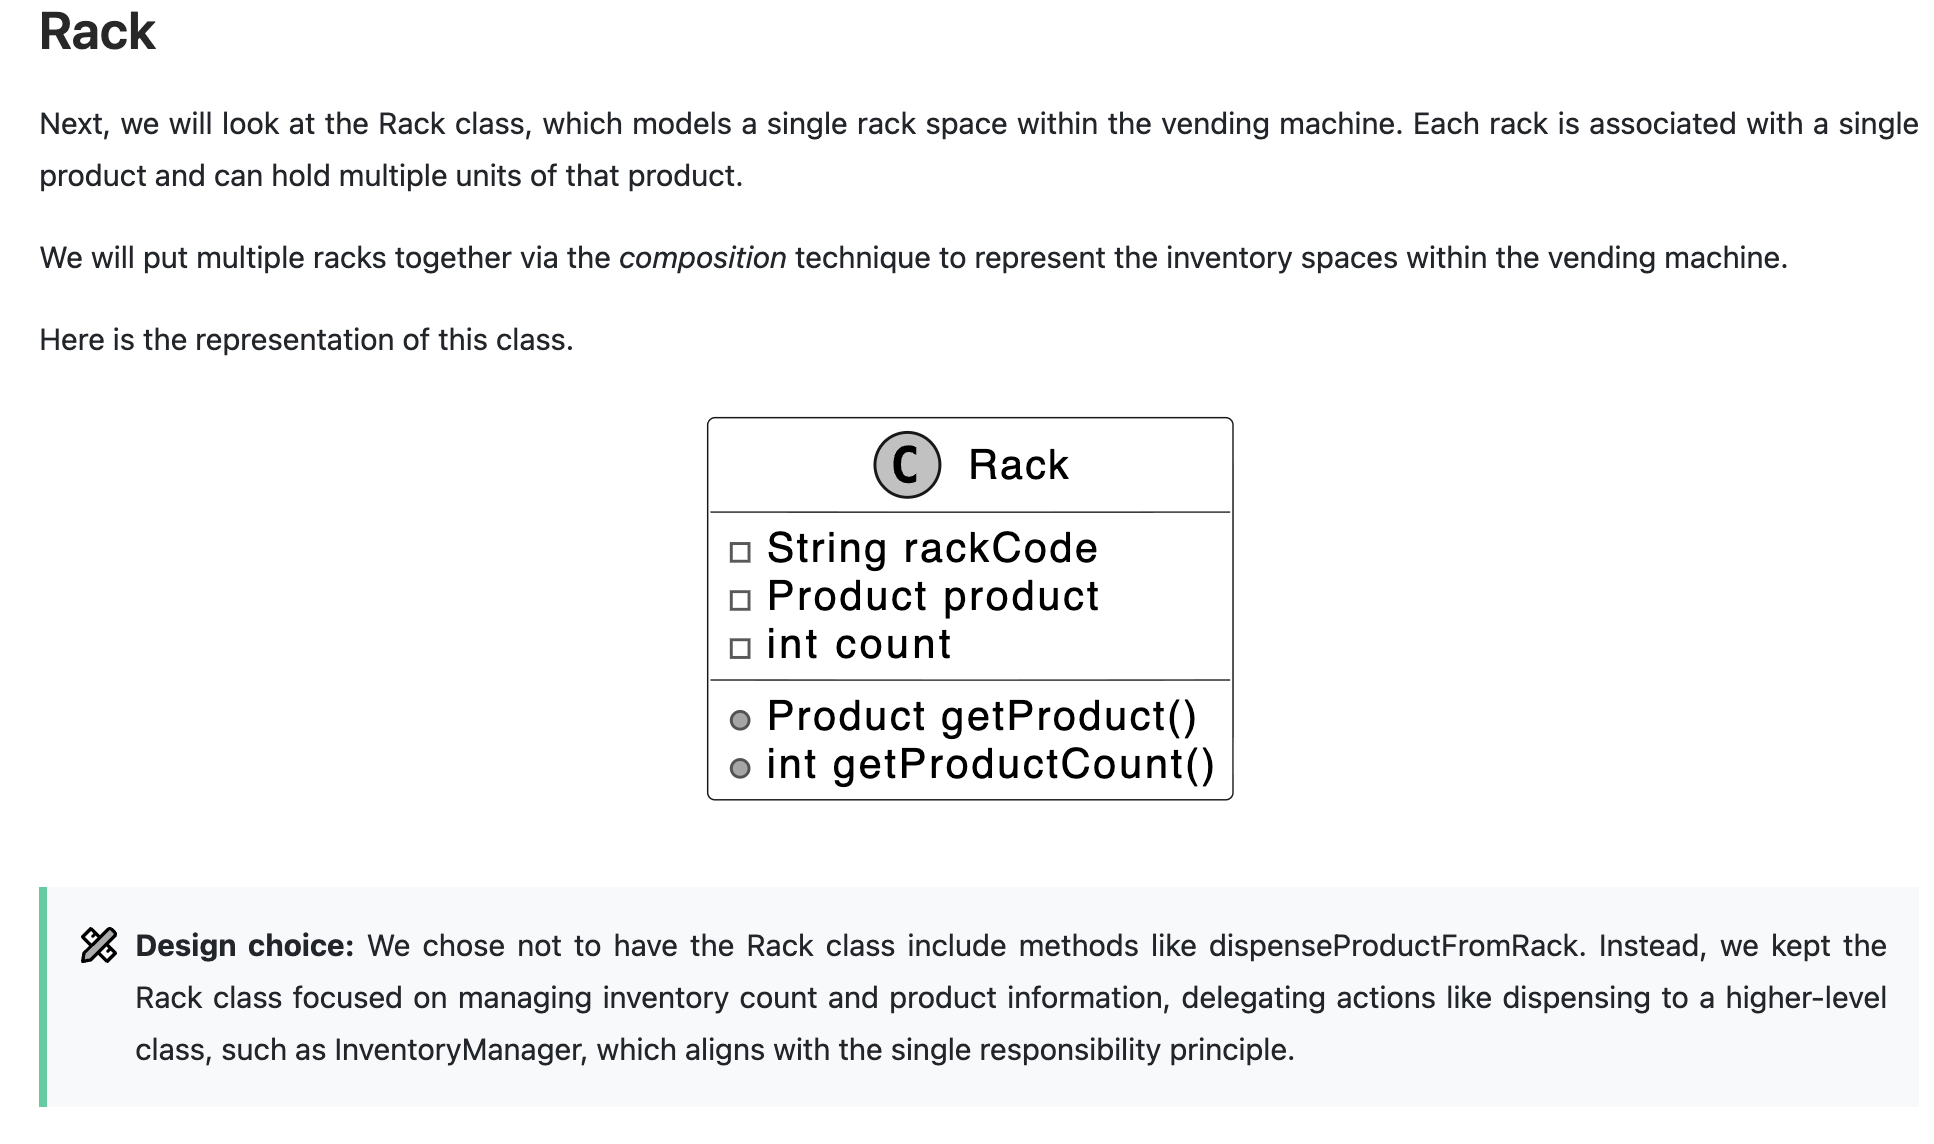 Rack
Next, we will look at the Rack class, which models a single rack space within the vending machine. Each rack is associated with a single
product and can hold multiple units of that product.
We will put multiple racks together via the composition technique to represent the inventory spaces within the vending machine.
Here is the representation of this class.
C Rack
String rackCode
Product product
int count
Product getProduct()
int getProductCount()
Design choice: We chose not to have the Rack class include methods like dispenseProductFromRack. Instead, we kept the
Rack class focused on managing inventory count and product information, delegating actions like dispensing to a higher-level
class, such as InventoryManager, which aligns with the single responsibility principle.